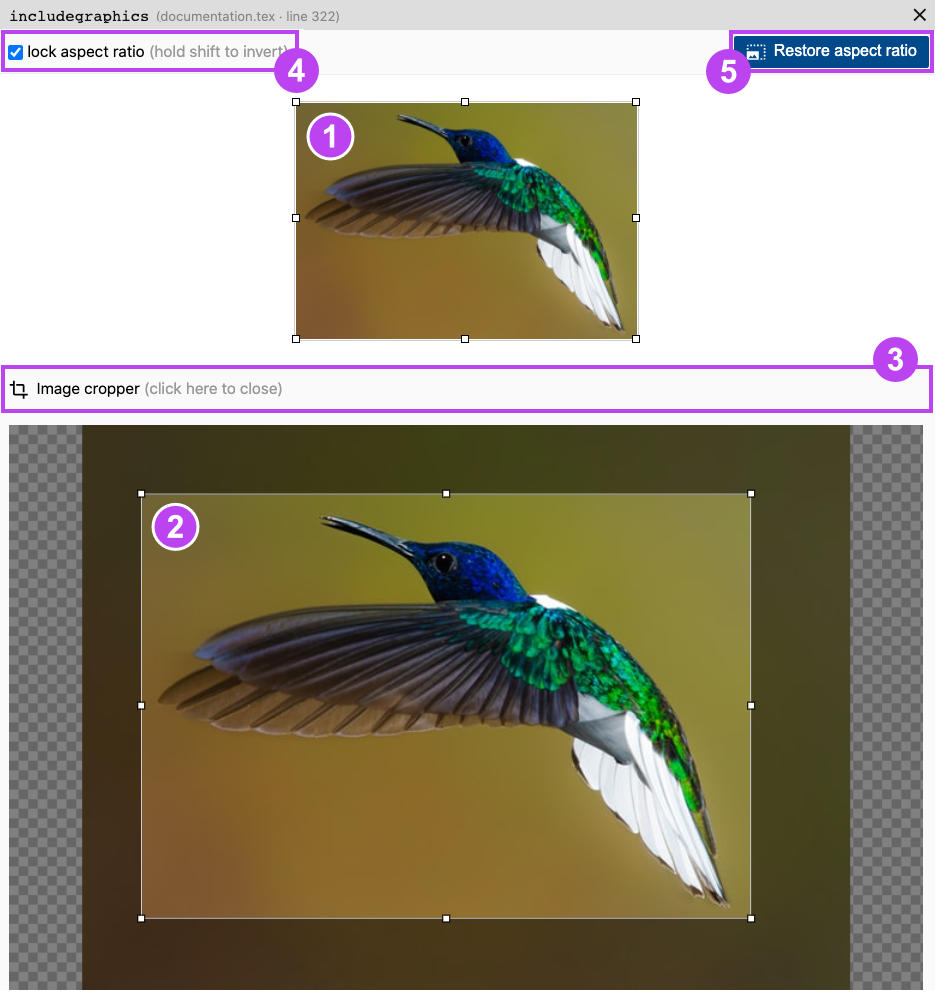 includegraphics (documentation.tex · line 322)
lock aspect ratio (hold shift to invert)
4
5
Restore aspect ratio
1
3
Image cropper (click here to close)
2